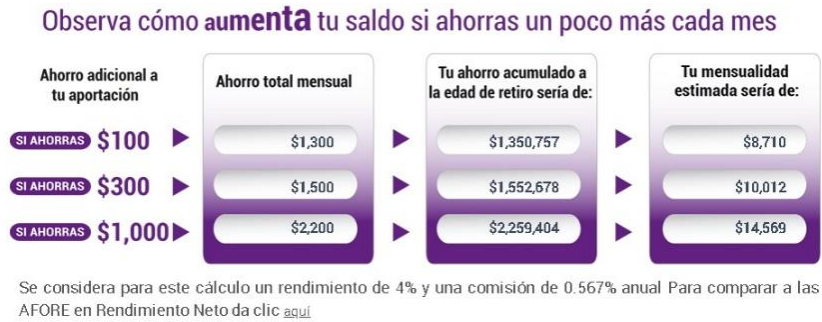 Observa cómo aumenta tu saldo si ahorras un poco más cada mes
Ahorro adicional a
tu aportación
Ahorro total mensual
Tu ahorro acumulado a
la edad de retiro sería de:
Tu mensualidad
estimada sería de:
SI AHORRAS $100 $1,300 $1,350,757 $8,710
SI AHORRAS $300 $1,500 $1,552,678 $10,012
SI AHORRAS $1,000 $2,200 $2,259,404 $14,569
Se considera para este cálculo un rendimiento de 4% y una comisión de 0.567% anual Para comparar a las
AFORE en Rendimiento Neto da clic aquí